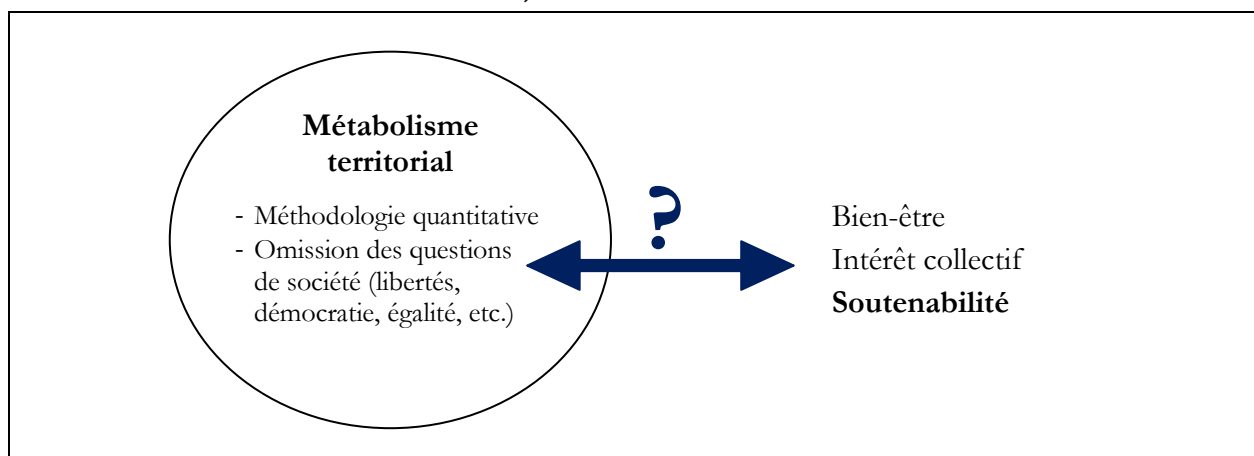 Métabolisme
territorial
- Méthodologie quantitative
- Omission des questions
de société (libertés,
démocratie, égalité, etc.)
?
Bien-être
Intérêt collectif
Soutenabilité